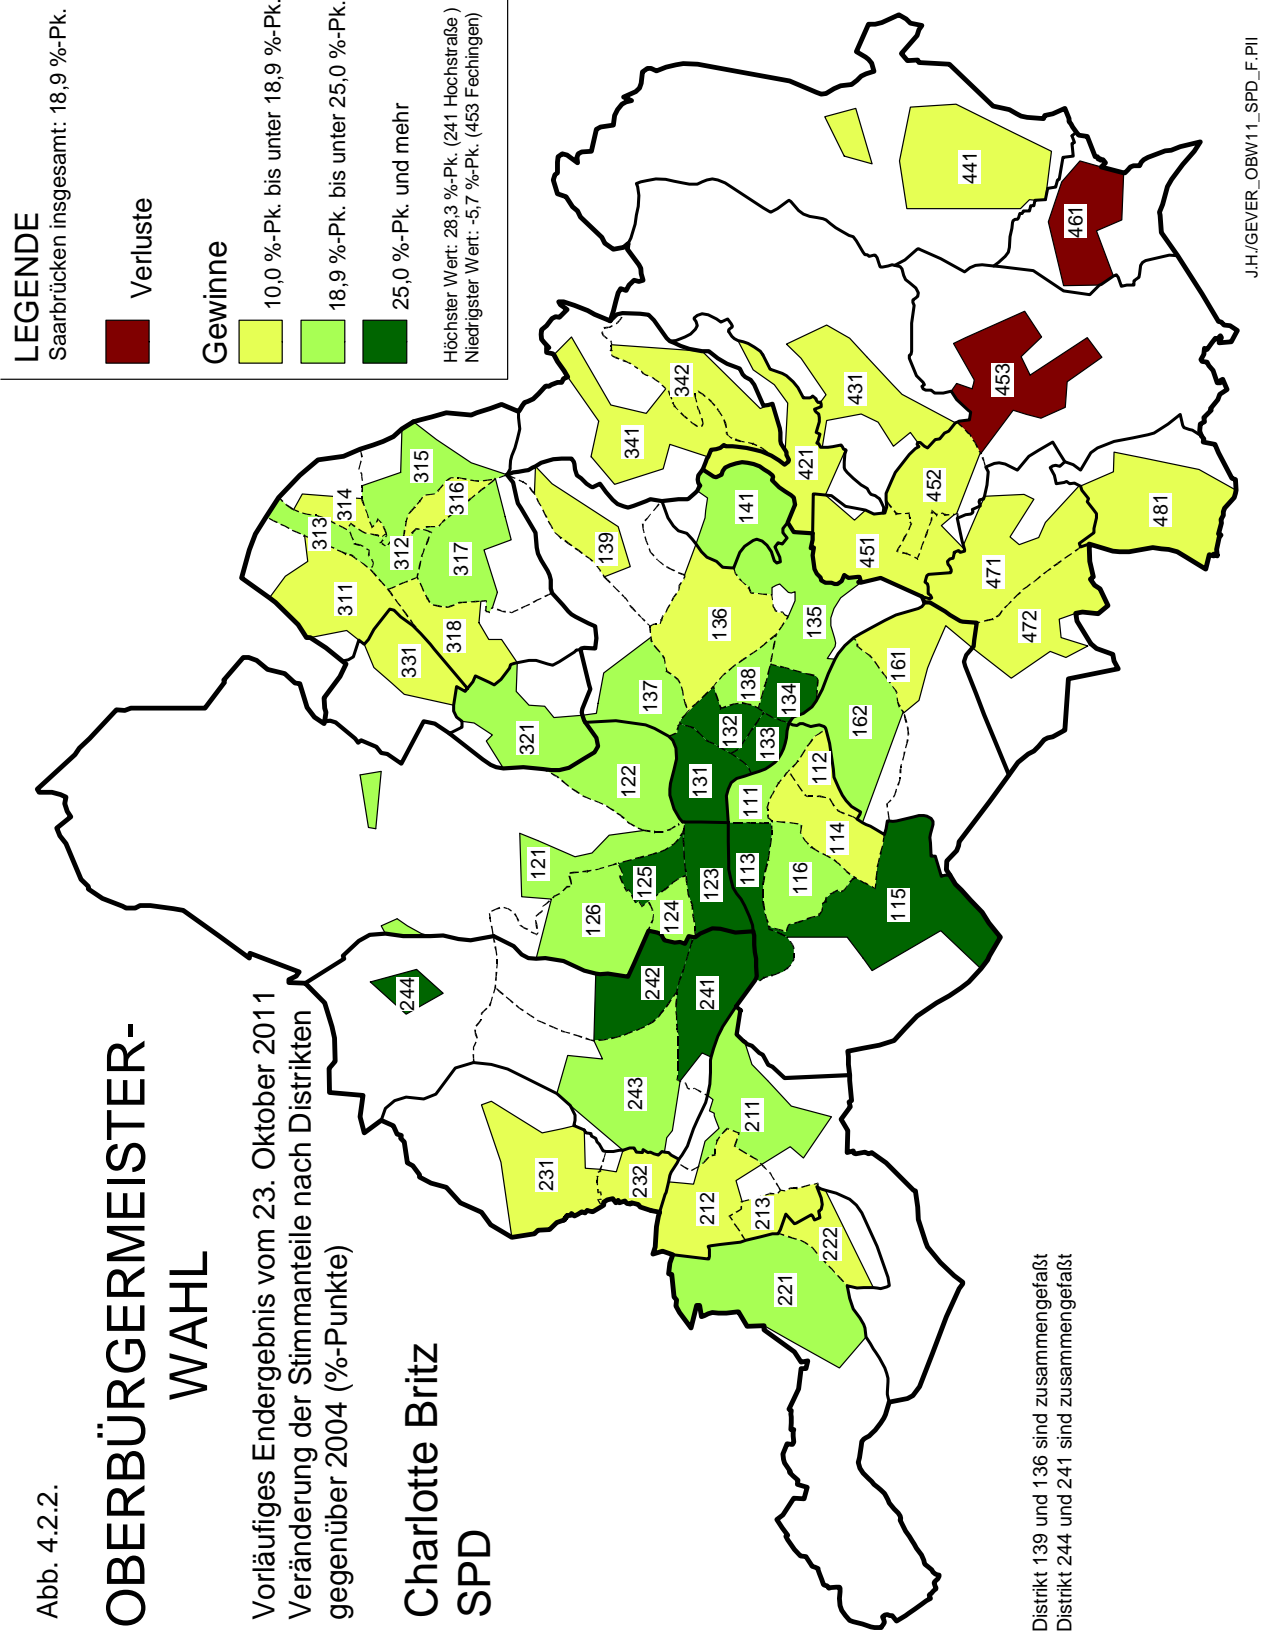 Abb. 4.2.2.
OBERBÜRGERMEISTER-
WAHL
Vorläufiges Endergebnis vom 23. Oktober 2011
Veränderung der Stimmanteile nach Distrikten
gegenüber 2004 (%-Punkte)
Charlotte Britz
SPD
LEGENDE
Saarbrücken insgesamt: 18,9 %-Pk.
Verluste
Gewinne
10,0 %-Pk. bis unter 18,9 %-Pk.
18,9 %-Pk. bis unter 25,0 %-Pk.
25,0 %-Pk. und mehr
Höchster Wert: 28,3 %-Pk. (241 Hochstraße )
Niedrigster Wert: -5,7 %-Pk. (453 Fechingen)
313
314
315
311
312
316
317
331
318
321
341
342
139
244
121
122
137
136
141
421
431
441
461
453
231
126
125
124
123
131
132
138
135
451
452
232
243
242
241
113
111
133
134
161
471
481
212
211
116
112
162
472
213
114
221
222
115
Distrikt 139 und 136 sind zusammengefaßt
Distrikt 244 und 241 sind zusammengefaßt
J.H./GEVER_OBW11_SPD_F.PII